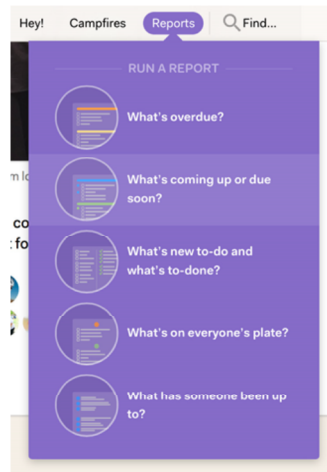 Hey! Campfires Reports Find...
RUN A REPORT
What's overdue?
What's coming up or due
soon?
What's new to-do and
what's to-done?
What's on everyone's plate?
What has someone been up
to?